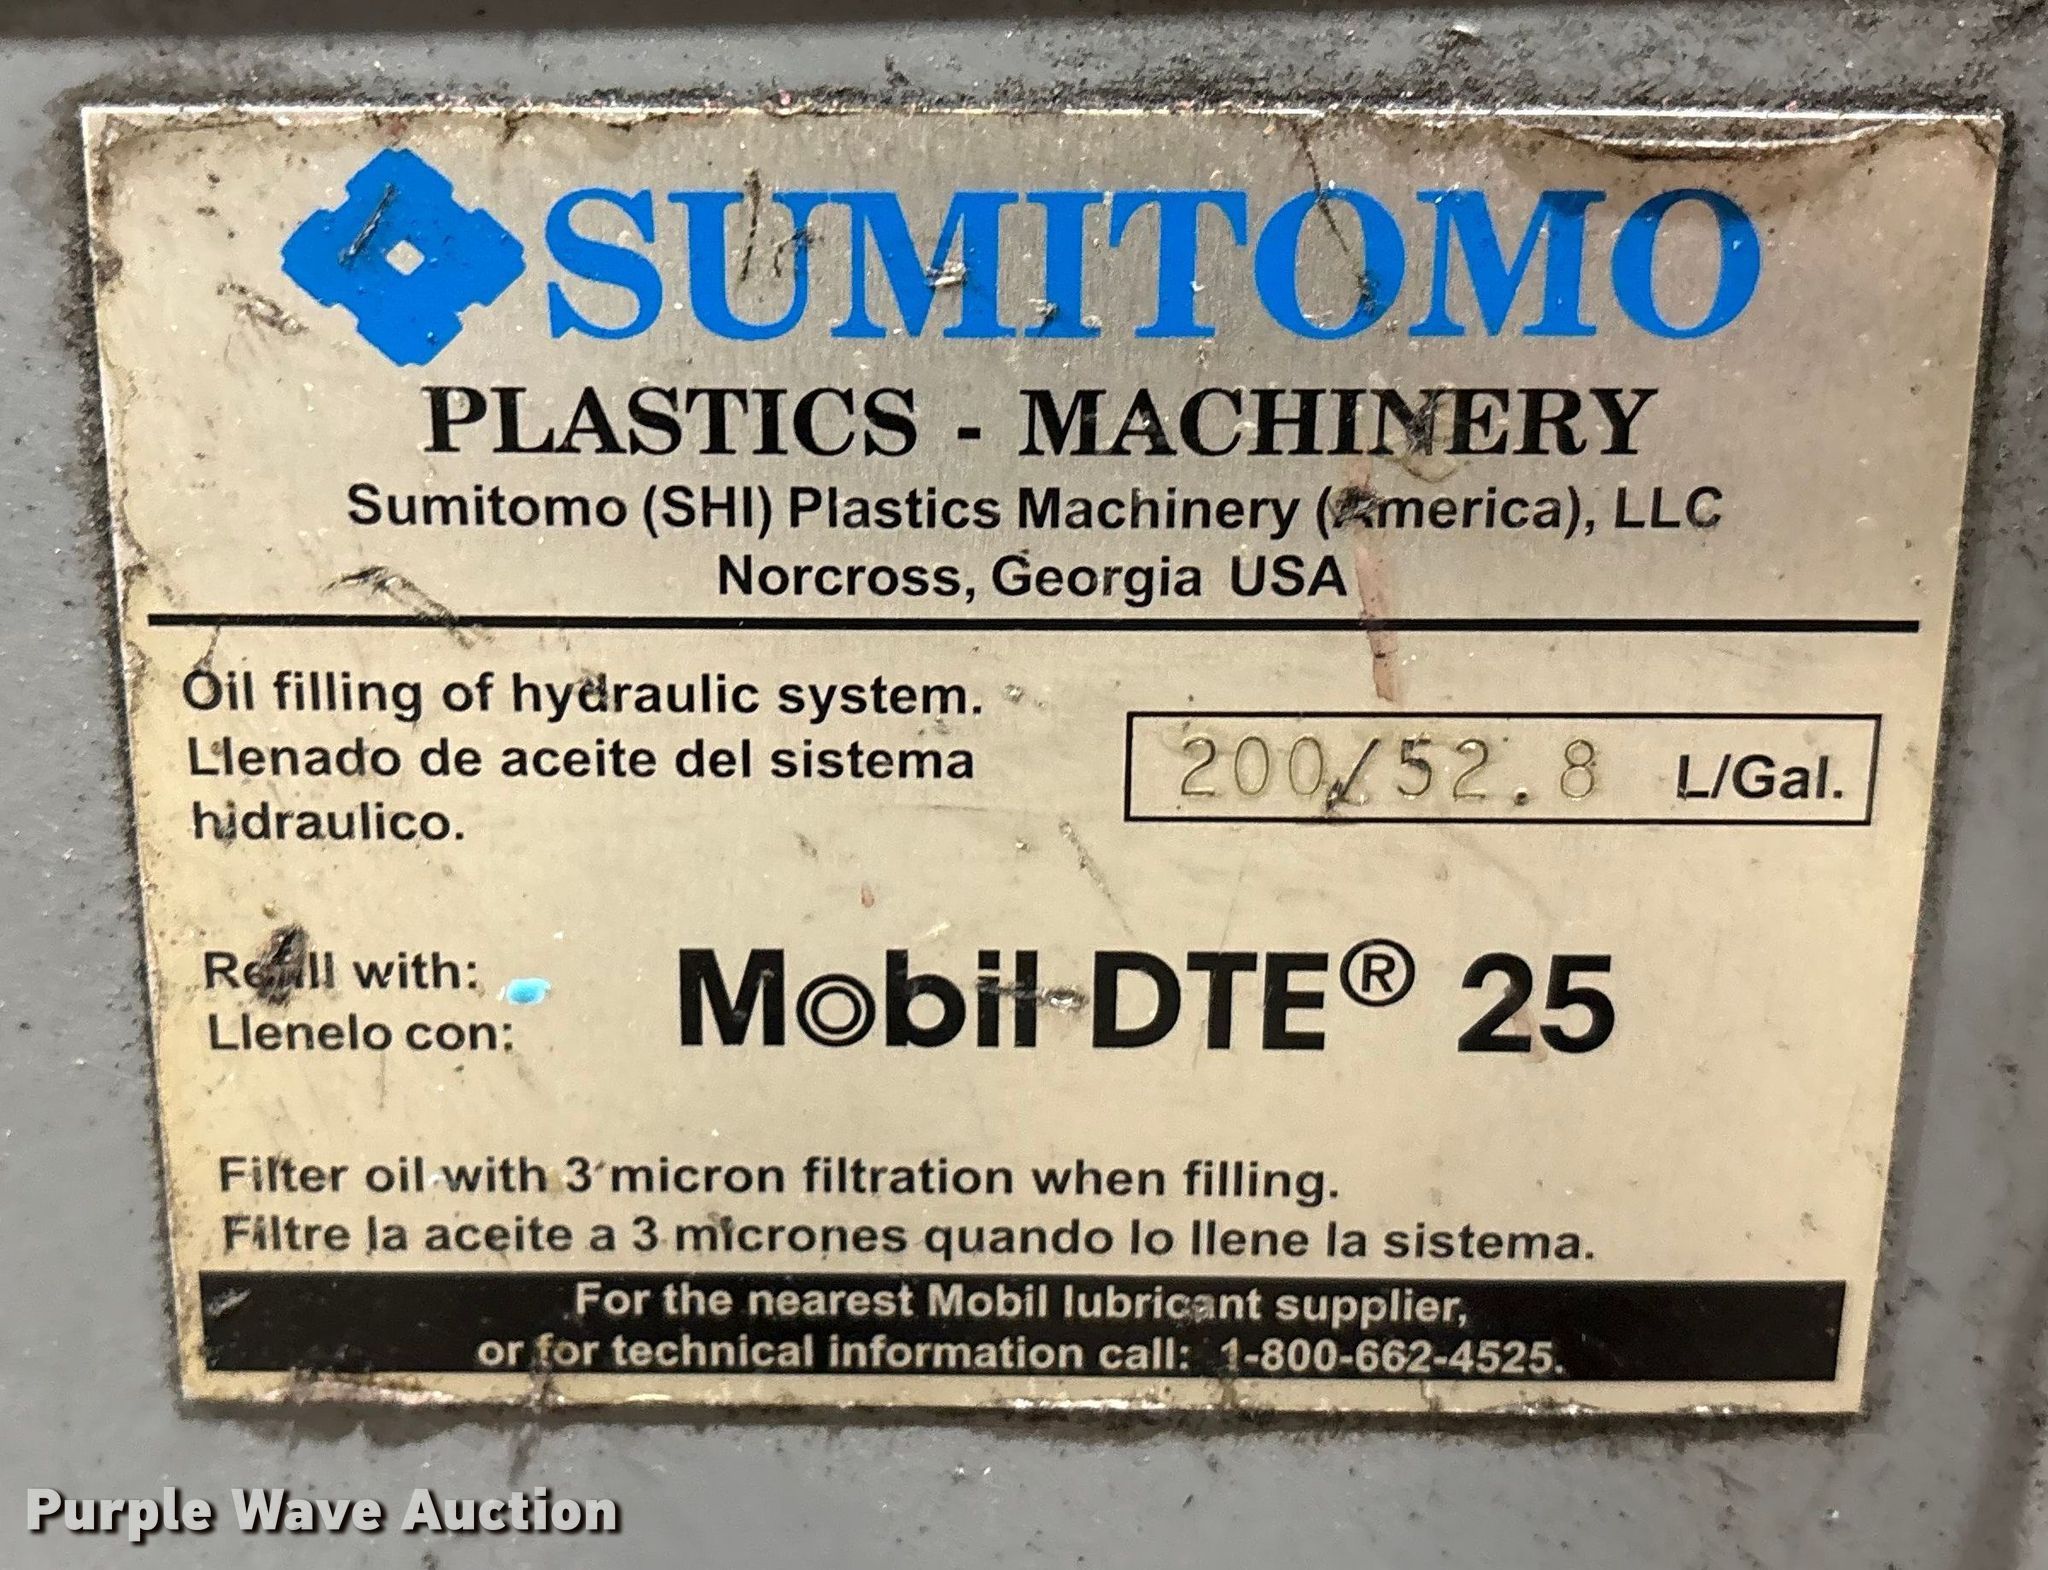 SUMITOMO
PLASTICS - MACHINERY
Sumitomo (SHI) Plastics Machinery (America), LLC
Norcross, Georgia USA
Oil filling of hydraulic system.
Llenado de aceite del sistema
hidraulico.
200/52.8 L/Gal.
Refill with:
Llenelo con:
Mobil DTE® 25
Filter oil with 3 micron filtration when filling.
Filtre la aceite a 3 micrones quando lo llene la sistema.
For the nearest Mobil lubricant supplier,
or for technical information call: 1-800-662-4525.
Purple Wave Auction